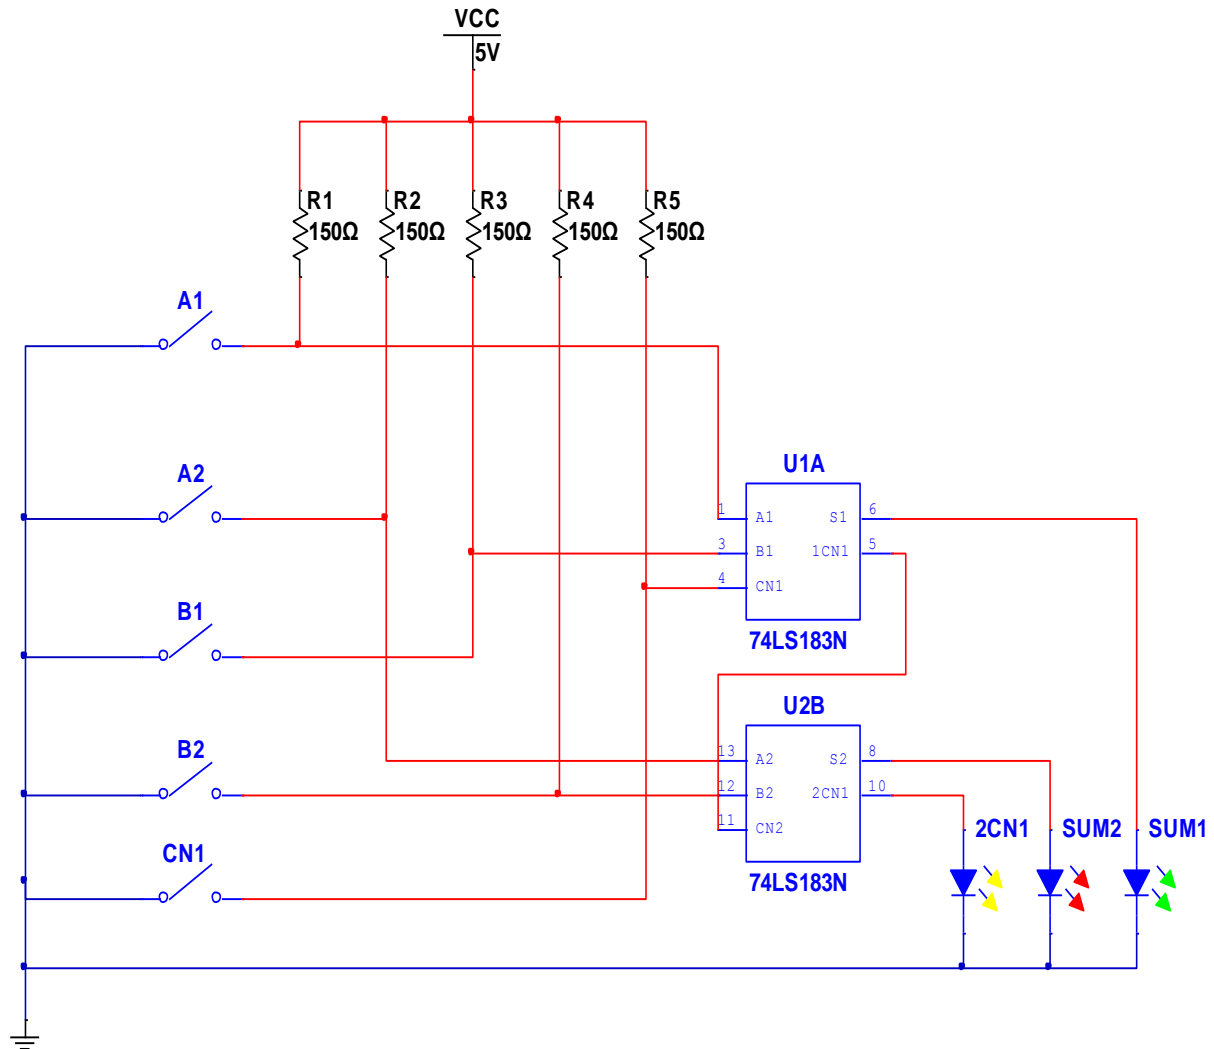 VCC
5V
R1
150Ω
R2
150Ω
R3
150Ω
R4
150Ω
R5
150Ω
A1
A2
B1
B2
CN1
U1A
1 A1 S1 6
3 B1 1CN1 5
4 CN1
74LS183N
U2B
13 A2 S2 8
12 B2 2CN1 10
11 CN2
74LS183N
2CN1 SUM2 SUM1